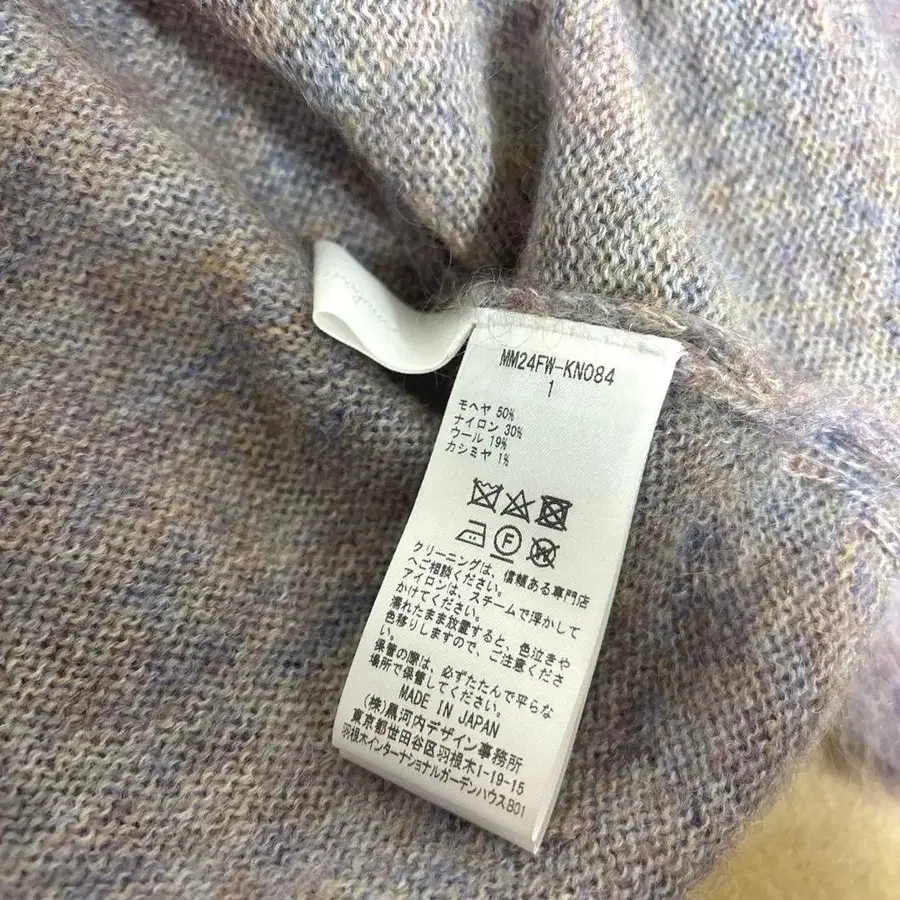 MM24FW-KN084
1
モヘヤ 50%
ナイロン 30%
ウール 19%
カシミヤ 1%
F
W
クリーニングは、信頼ある専門店
へご相談ください。
アイロンは、スチームで浮かして
かけてください。
濡れたまま放置すると、色泣きや
色移りしますので、ご注意くださ
い。
保管の際は、必ずたたんで平らな
場所で保管してください。
MADE IN JAPAN
(株)黒河内デザイン事務所
東京都世田谷区羽根木1-19-15
羽根木インターナショナルガーデンハウスB01